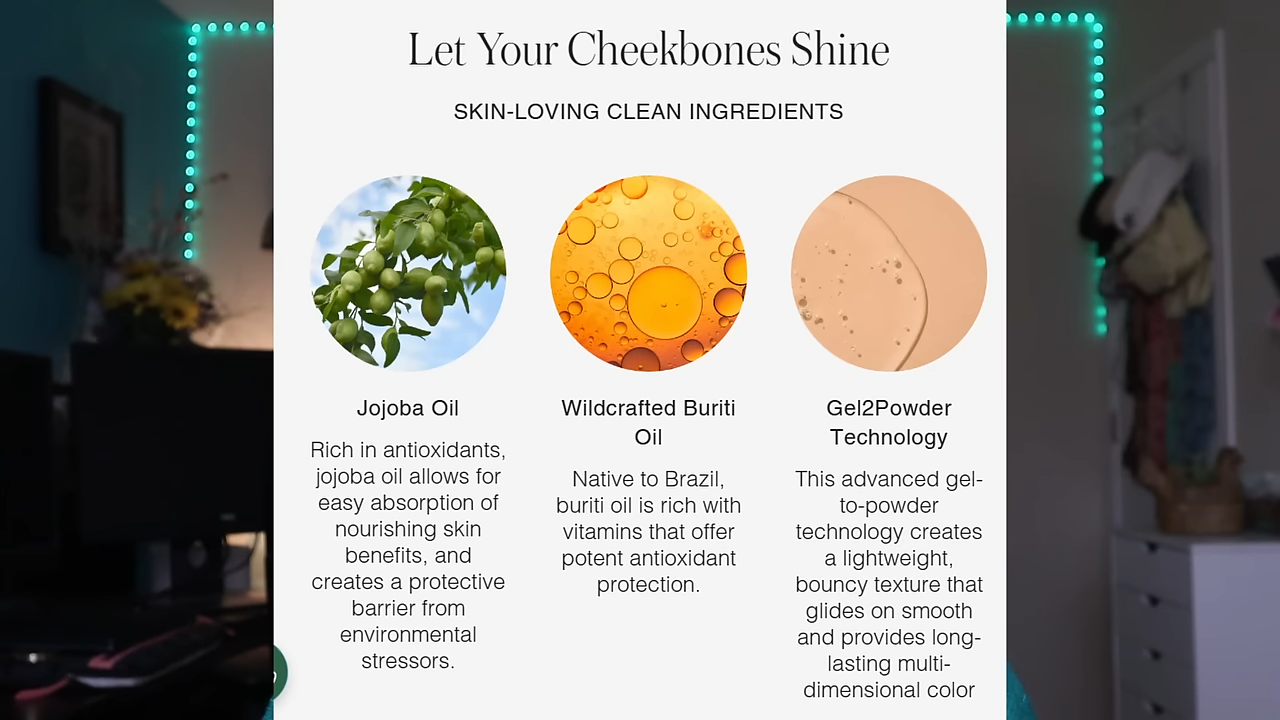 Let Your Cheekbones Shine
SKIN-LOVING CLEAN INGREDIENTS
Jojoba Oil
Rich in antioxidants,
jojoba oil allows for
easy absorption of
nourishing skin
benefits, and
creates a protective
barrier from
environmental
stressors.
Wildcrafted Buriti
Oil
Native to Brazil,
buriti oil is rich with
vitamins that offer
potent antioxidant
protection.
Gel2Powder
Technology
This advanced gel-
to-powder
technology creates
a lightweight,
bouncy texture that
glides on smooth
and provides long-
lasting multi-
dimensional color